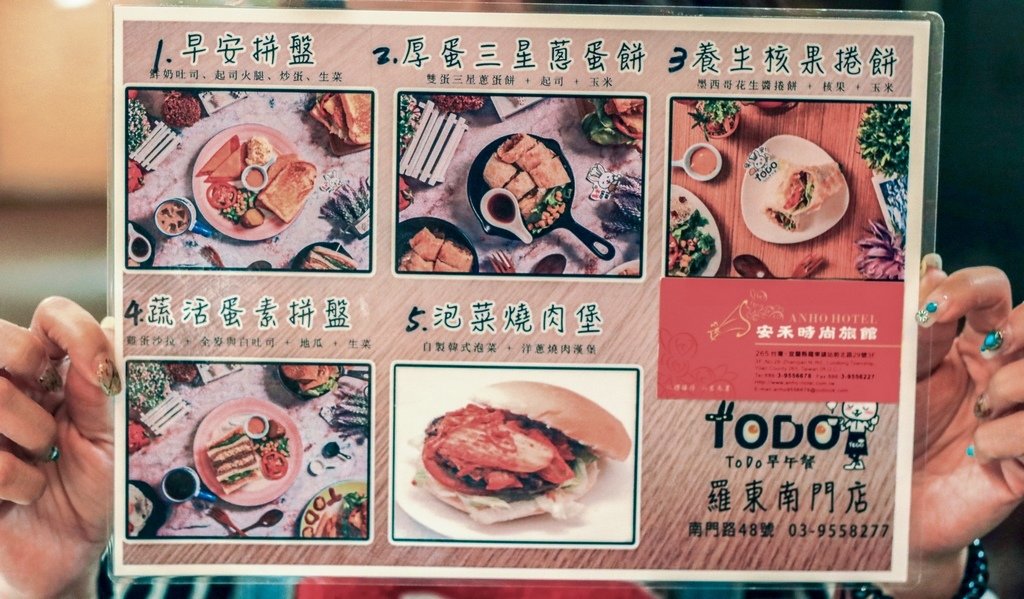 1. 早安拼盤
鮮奶吐司、起司火腿、炒蛋、生菜
2. 厚蛋三星蔥蛋餅
雙蛋三星蔥蛋餅 + 起司 + 玉米
3 養生核果捲餅
墨西哥花生醬捲餅 + 核果 + 玉米
TODO
4. 蔬活蛋素拼盤
雞蛋沙拉 + 全麥與白吐司 + 地瓜 + 生菜
TODO
5. 泡菜燒肉堡
自製韓式泡菜 + 洋蔥燒肉漢堡
ANHO HOTEL
安禾時尚旅館
TODO
TODO
ToDo 早午餐
羅東南門店
南門路48號 03-9558277